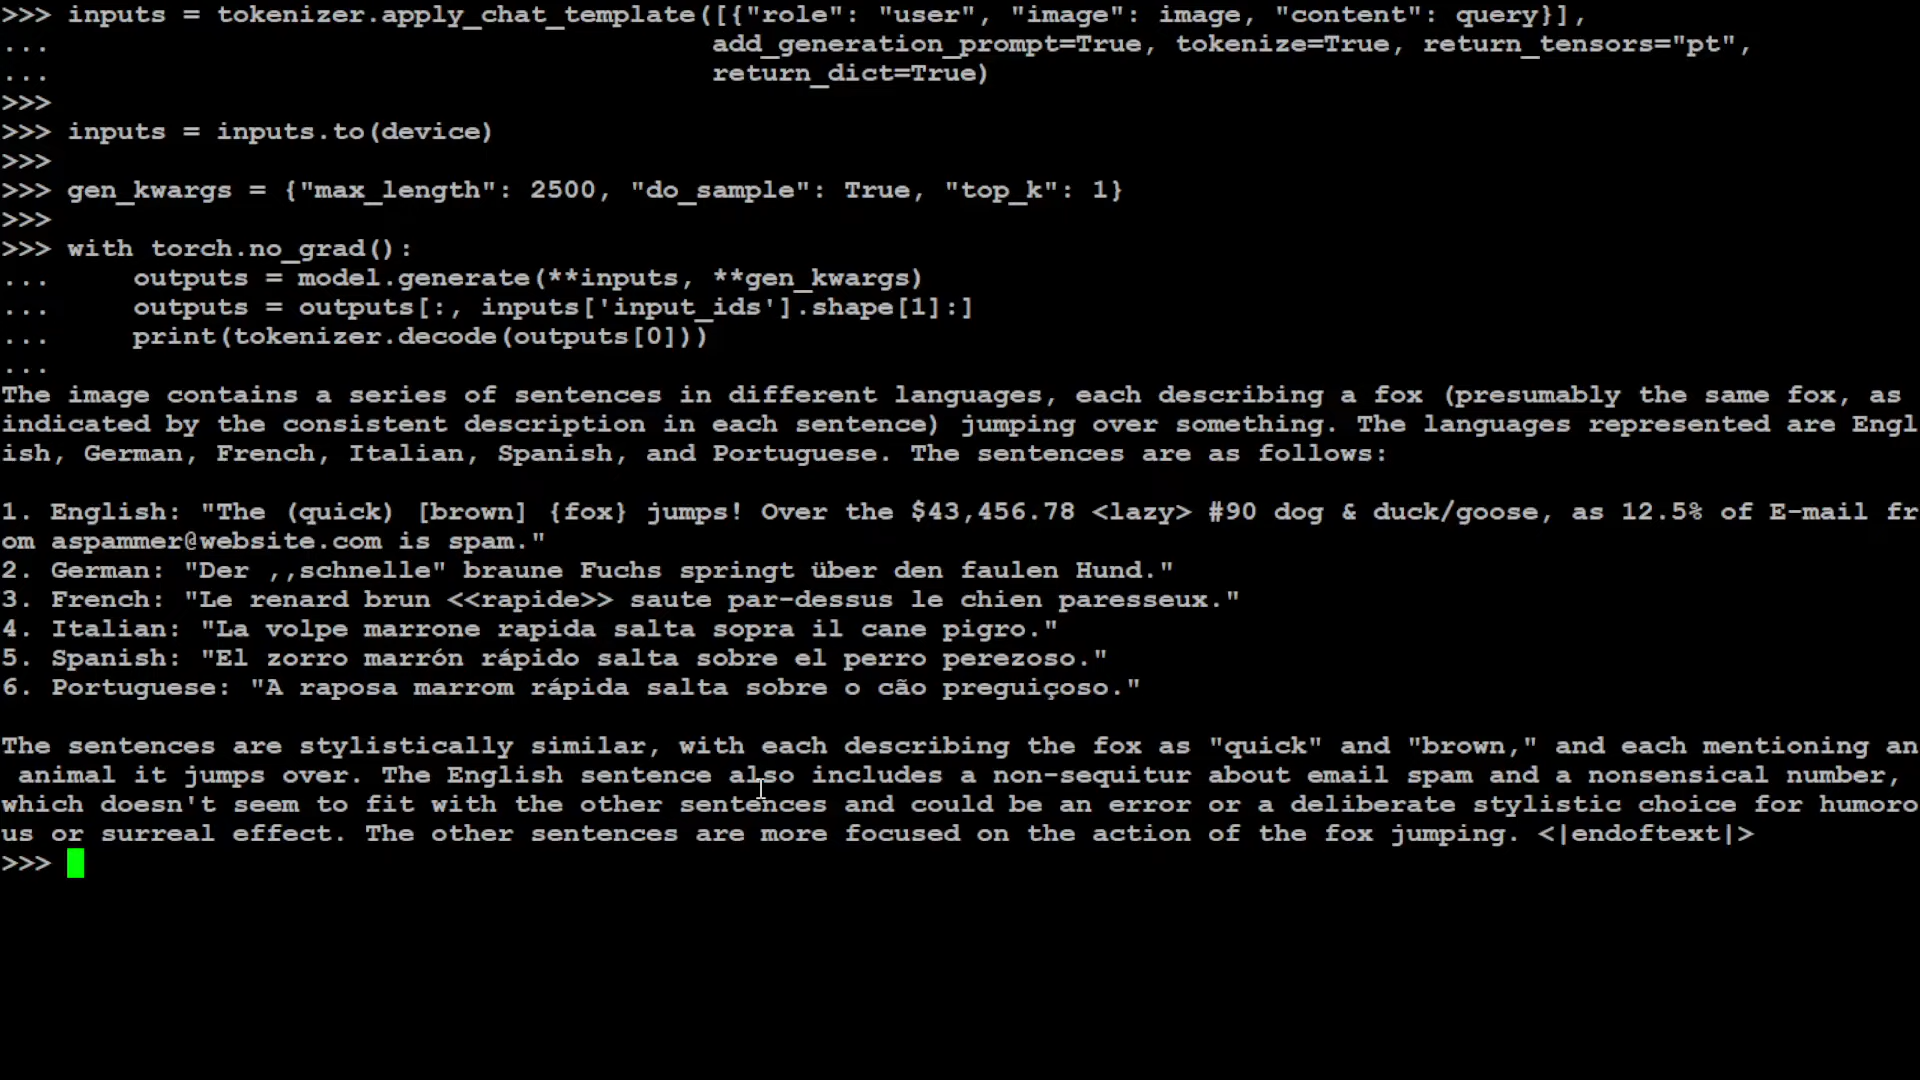 >>> inputs = tokenizer.apply_chat_template([{"role": "user", "image": image, "content": query}],
...                                        add_generation_prompt=True, tokenize=True, return_tensors="pt",
...                                        return_dict=True)
>>>
>>> inputs = inputs.to(device)
>>>
>>> gen_kwargs = {"max_length": 2500, "do_sample": True, "top_k": 1}
>>>
>>> with torch.no_grad():
...     outputs = model.generate(**inputs, **gen_kwargs)
...     outputs = outputs[:, inputs['input_ids'].shape[1]:]
...     print(tokenizer.decode(outputs[0]))
...
The image contains a series of sentences in different languages, each describing a fox (presumably the same fox, as
indicated by the consistent description in each sentence) jumping over something. The languages represented are Engl
ish, German, French, Italian, Spanish, and Portuguese. The sentences are as follows:

1. English: "The (quick) [brown] {fox} jumps! Over the $43,456.78 <lazy> #90 dog & duck/goose, as 12.5% of E-mail fr
om aspammer@website.com is spam."
2. German: "Der ,,schnelle" braune Fuchs springt über den faulen Hund."
3. French: "Le renard brun <<rapide>> saute par-dessus le chien paresseux."
4. Italian: "La volpe marrone rapida salta sopra il cane pigro."
5. Spanish: "El zorro marrón rápido salta sobre el perro perezoso."
6. Portuguese: "A raposa marrom rápida salta sobre o cão preguiçoso."

The sentences are stylistically similar, with each describing the fox as "quick" and "brown," and each mentioning an
 animal it jumps over. The English sentence also includes a non-sequitur about email spam and a nonsensical number,
which doesn't seem to fit with the other sentences and could be an error or a deliberate stylistic choice for humoro
us or surreal effect. The other sentences are more focused on the action of the fox jumping. <|endoftext|>
>>>